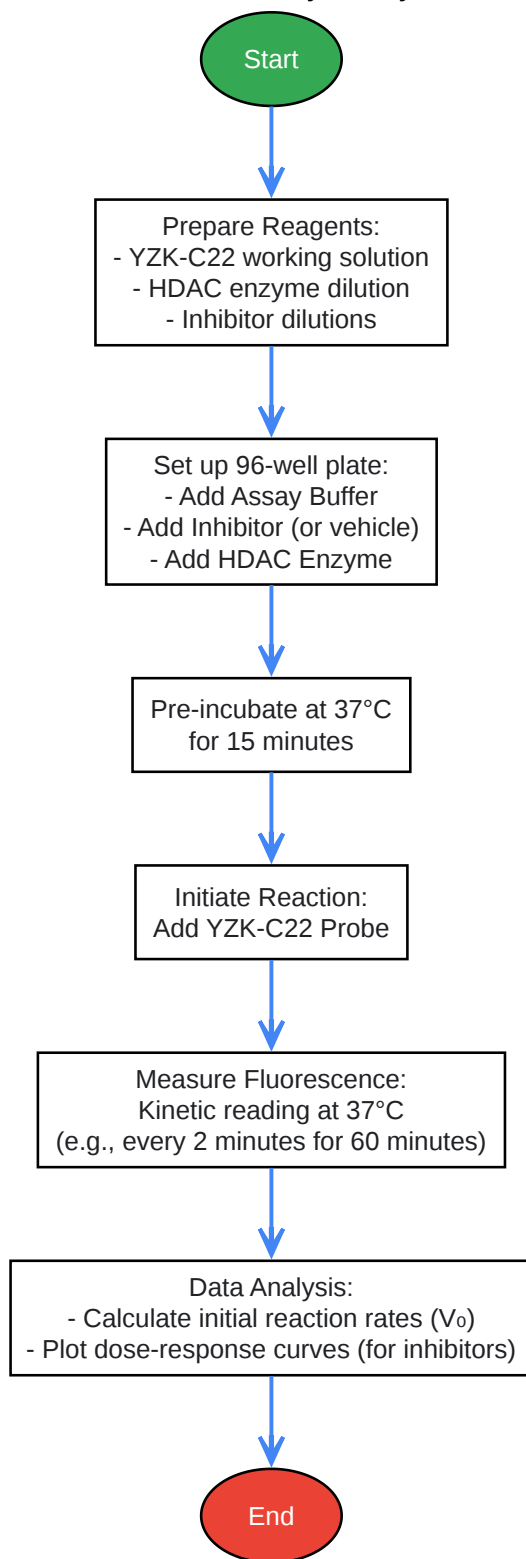 Start
Prepare Reagents:
- YZK-C22 working solution
- HDAC enzyme dilution
- Inhibitor dilutions
Set up 96-well plate:
- Add Assay Buffer
- Add Inhibitor (or vehicle)
- Add HDAC Enzyme
Pre-incubate at 37°C
for 15 minutes
Initiate Reaction:
Add YZK-C22 Probe
Measure Fluorescence:
Kinetic reading at 37°C
(e.g., every 2 minutes for 60 minutes)
Data Analysis:
- Calculate initial reaction rates (V₀)
- Plot dose-response curves (for inhibitors)
End